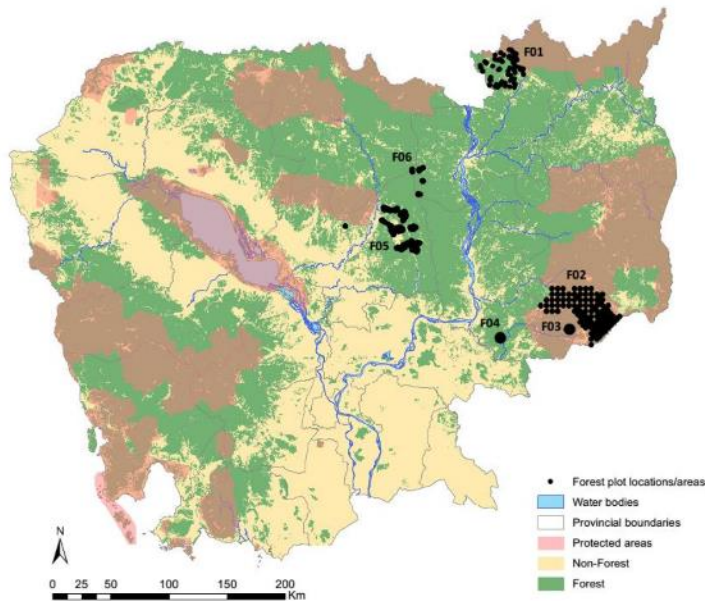 F01
F06
F05
F02
F03
F04
Forest plot locations/areas
Water bodies
Provincial boundaries
Protected areas
Non-Forest
Forest
N
0 25 50 100 150 200
Km